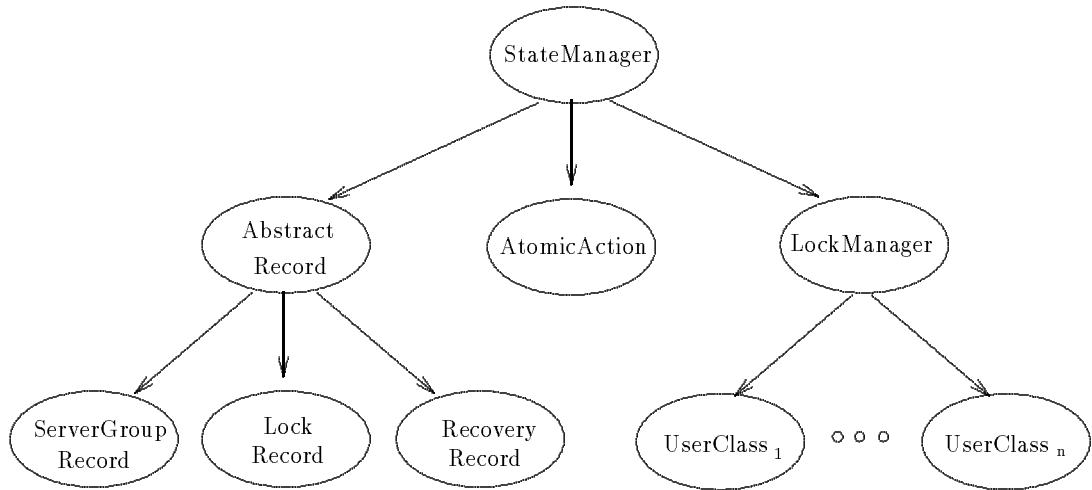 StateManager
Abstract
Record
AtomicAction
LockManager
ServerGroup
Record
Lock
Record
Recovery
Record
UserClass 1
UserClass n